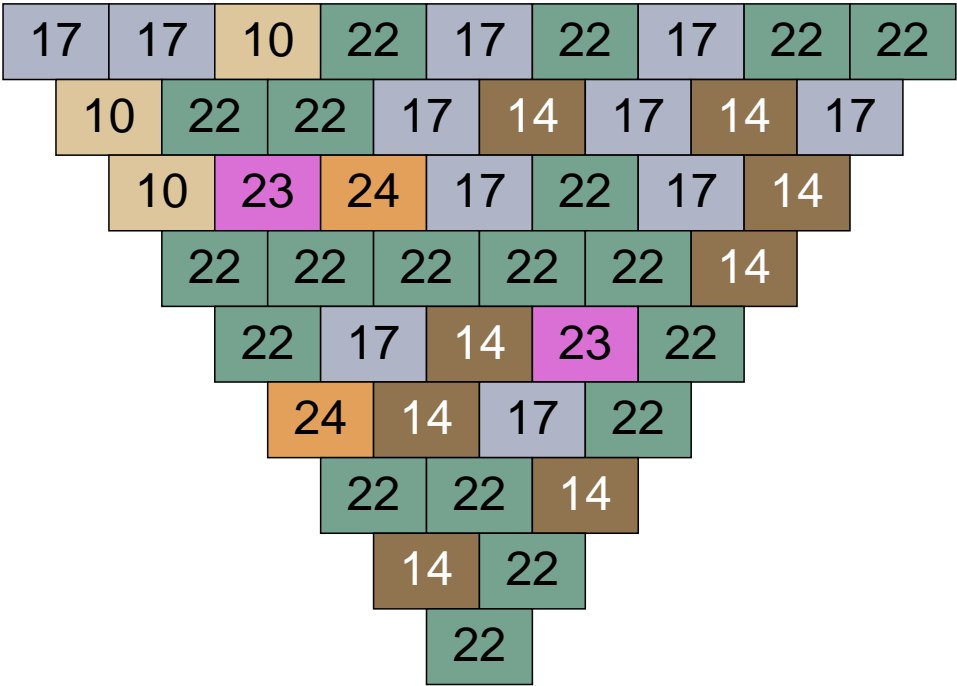 17 17 10 22 17 22 17 22 22
10 22 22 17 14 17 14 17
10 23 24 17 22 17 14
22 22 22 22 22 14
22 17 14 23 22
24 14 17 22
22 22 14
14 22
22